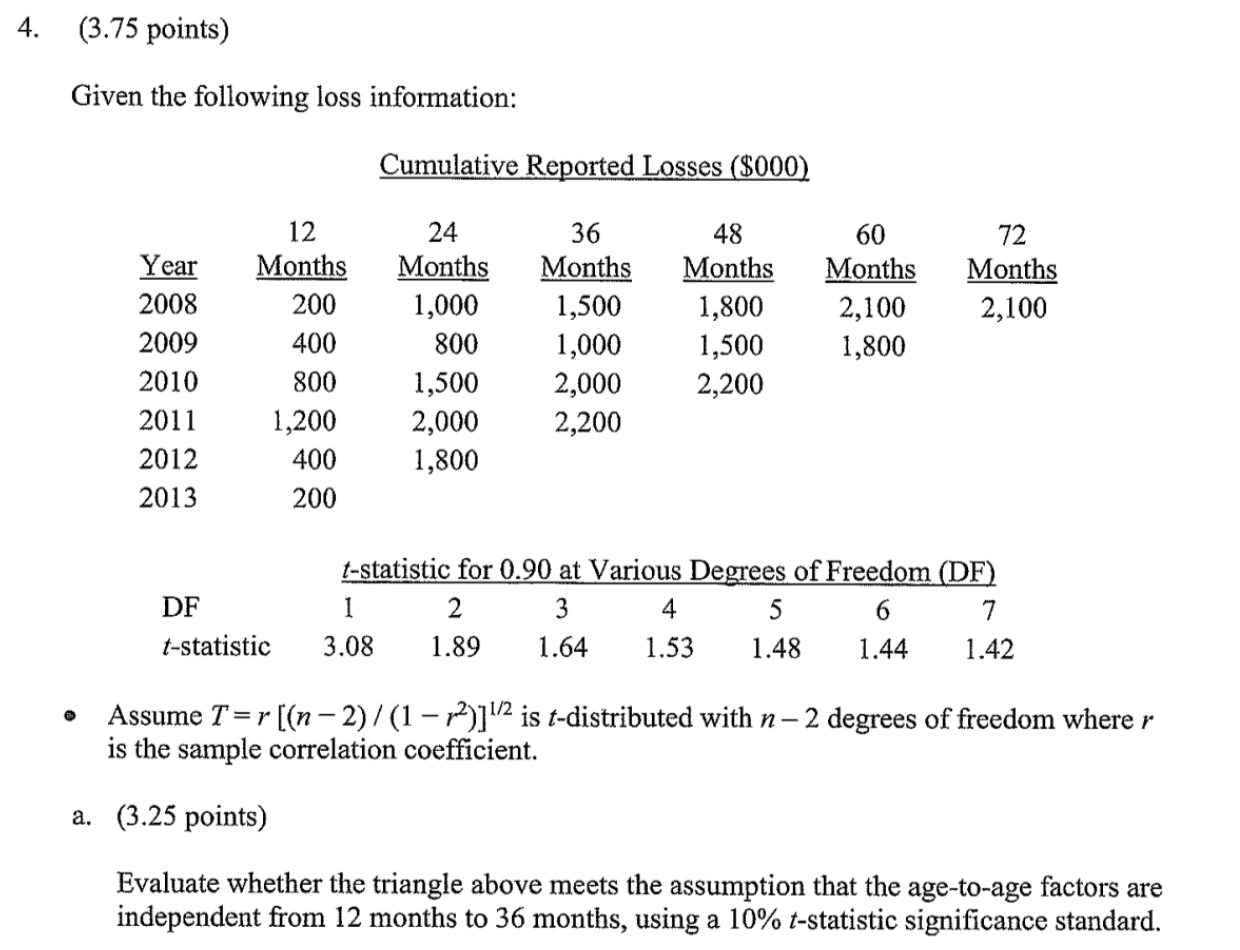 4. (3.75 points)
Given the following loss information:
Cumulative Reported Losses ($000)
12 24 36 48 60 72
Year Months Months Months Months Months Months
2008 200 1,000 1,500 1,800 2,100 2,100
2009 400 800 1,000 1,500 1,800
2010 800 1,500 2,000 2,200
2011 1,200 2,000 2,200
2012 400 1,800
2013 200
t-statistic for 0.90 at Various Degrees of Freedom (DF)
DF 1 2 3 4 5 6 7
t-statistic 3.08 1.89 1.64 1.53 1.48 1.44 1.42
• Assume T = r [(n – 2) / (1 – r²)]^1/2 is t-distributed with n – 2 degrees of freedom where r
is the sample correlation coefficient.
a. (3.25 points)
Evaluate whether the triangle above meets the assumption that the age-to-age factors are
independent from 12 months to 36 months, using a 10% t-statistic significance standard.